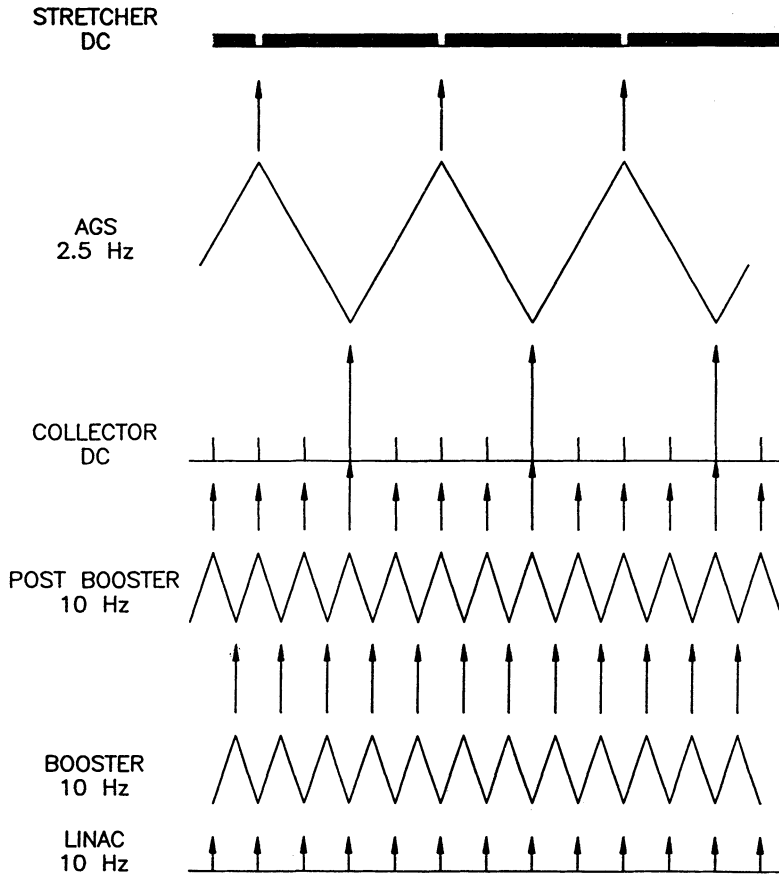 STRETCHER
DC
AGS
2.5 Hz
COLLECTOR
DC
POST BOOSTER
10 Hz
BOOSTER
10 Hz
LINAC
10 Hz